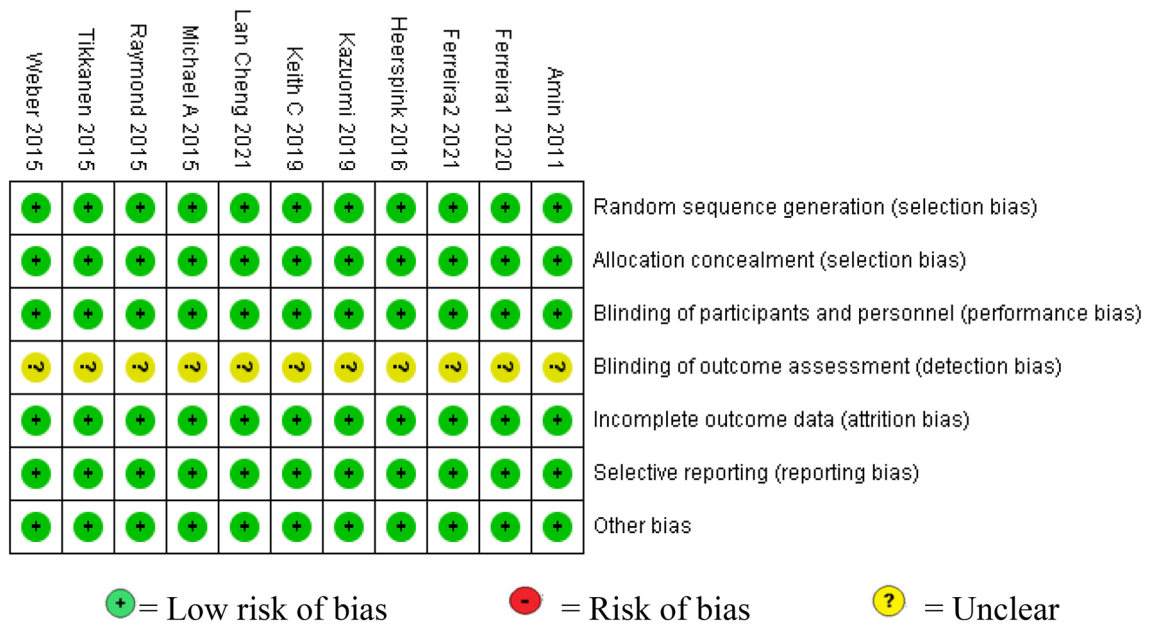 Weber 2015
Tikkanen 2015
Raymond 2015
Michael A 2015
Lan Cheng 2021
Keith C 2019
Kazuomi 2019
Heerspink 2016
Ferreira2 2021
Ferreira1 2020
Amin 2011
+ + + + + + + + + + + Random sequence generation (selection bias)
+ + + + + + + + + + + Allocation concealment (selection bias)
+ + + + + + + + + + + Blinding of participants and personnel (performance bias)
? ? ? ? ? ? ? ? ? ? ? Blinding of outcome assessment (detection bias)
+ + + + + + + + + + + Incomplete outcome data (attrition bias)
+ + + + + + + + + + + Selective reporting (reporting bias)
+ + + + + + + + + + + Other bias
+ = Low risk of bias - = Risk of bias ? = Unclear